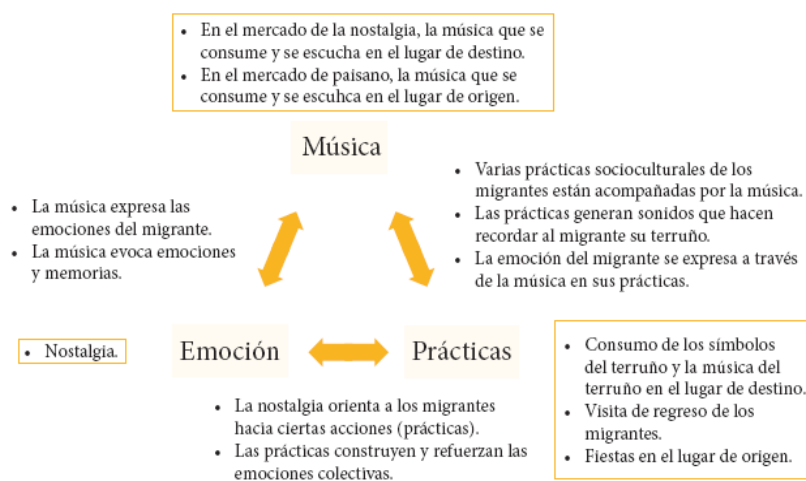 • En el mercado de la nostalgia, la música que se
consume y se escucha en el lugar de destino.
• En el mercado de paisano, la música que se
consume y se escuhca en el lugar de origen.
Música
• La música expresa las
emociones del migrante.
• La música evoca emociones
y memorias.
• Varias prácticas socioculturales de los
migrantes están acompañadas por la música.
• Las prácticas generan sonidos que hacen
recordar al migrante su terruño.
• La emoción del migrante se expresa a través
de la música en sus prácticas.
• Nostalgia.
Emoción
Prácticas
• Consumo de los símbolos
del terruño y la música del
terruño en el lugar de destino.
• Visita de regreso de los
migrantes.
• Fiestas en el lugar de origen.
• La nostalgia orienta a los migrantes
hacia ciertas acciones (prácticas).
• Las prácticas construyen y refuerzan las
emociones colectivas.